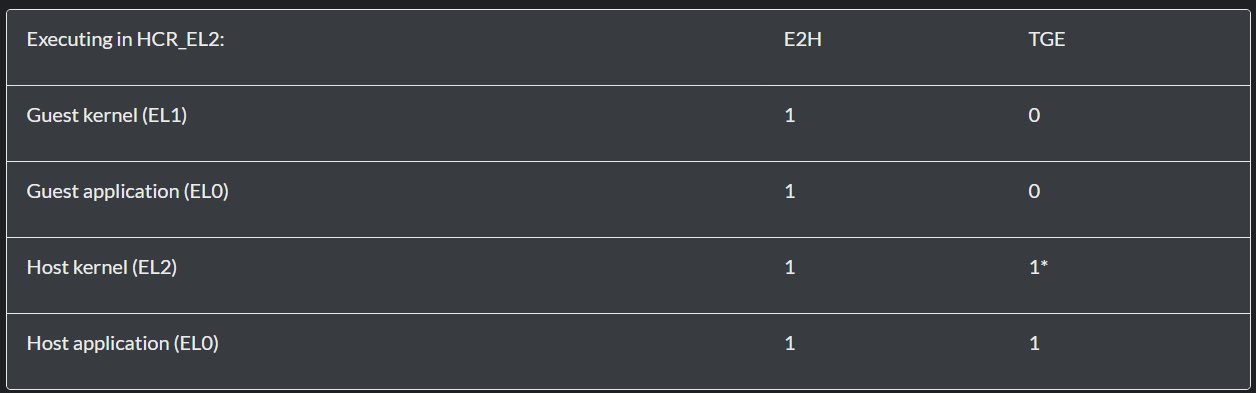 Executing in HCR_EL2: E2H TGE
Guest kernel (EL1) 1 0
Guest application (EL0) 1 0
Host kernel (EL2) 1 1*
Host application (EL0) 1 1